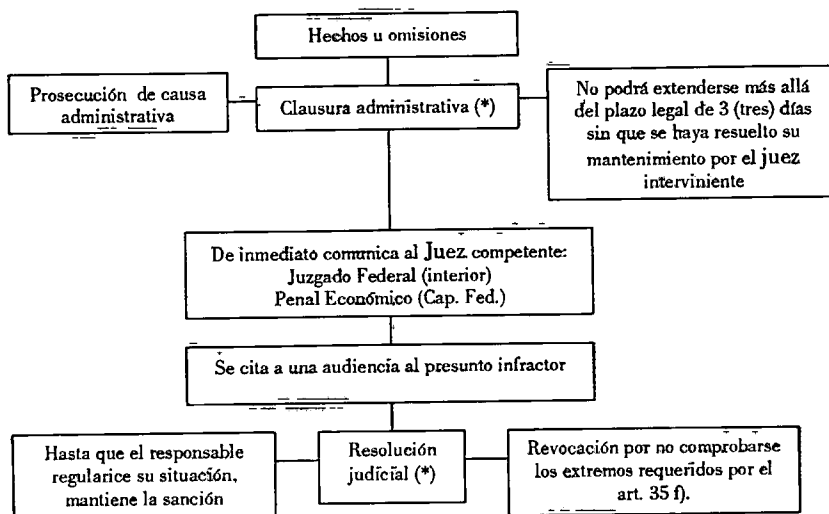 Hechos u omisiones
Prosecución de causa
administrativa
Clausura administrativa (*)
No podrá extenderse más allá
del plazo legal de 3 (tres) días
sin que se haya resuelto su
mantenimiento por el juez
interviniente
De inmediato comunica al Juez competente:
Juzgado Federal (interior)
Penal Económico (Cap. Fed.)
Se cita a una audiencia al presunto infractor
Hasta que el responsable
regularice su situación,
mantiene la sanción
Resolución
judicial (*)
Revocación por no comprobarse
los extremos requeridos por el
art. 35 f).